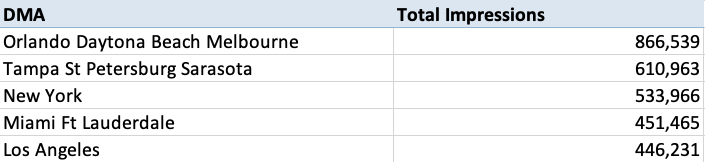 DMA Total Impressions
Orlando Daytona Beach Melbourne 866,539
Tampa St Petersburg Sarasota 610,963
New York 533,966
Miami Ft Lauderdale 451,465
Los Angeles 446,231